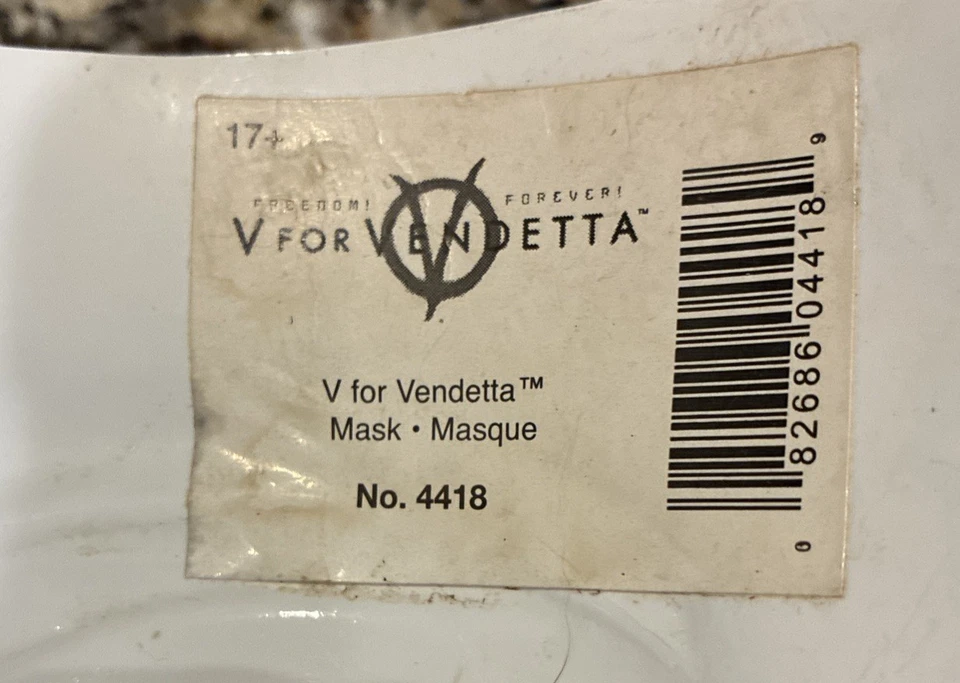 17+
FREEDOM! FOREVER!
V FOR VENDETTA™
V for Vendetta™
Mask • Masque
No. 4418
0 82686 04418 9